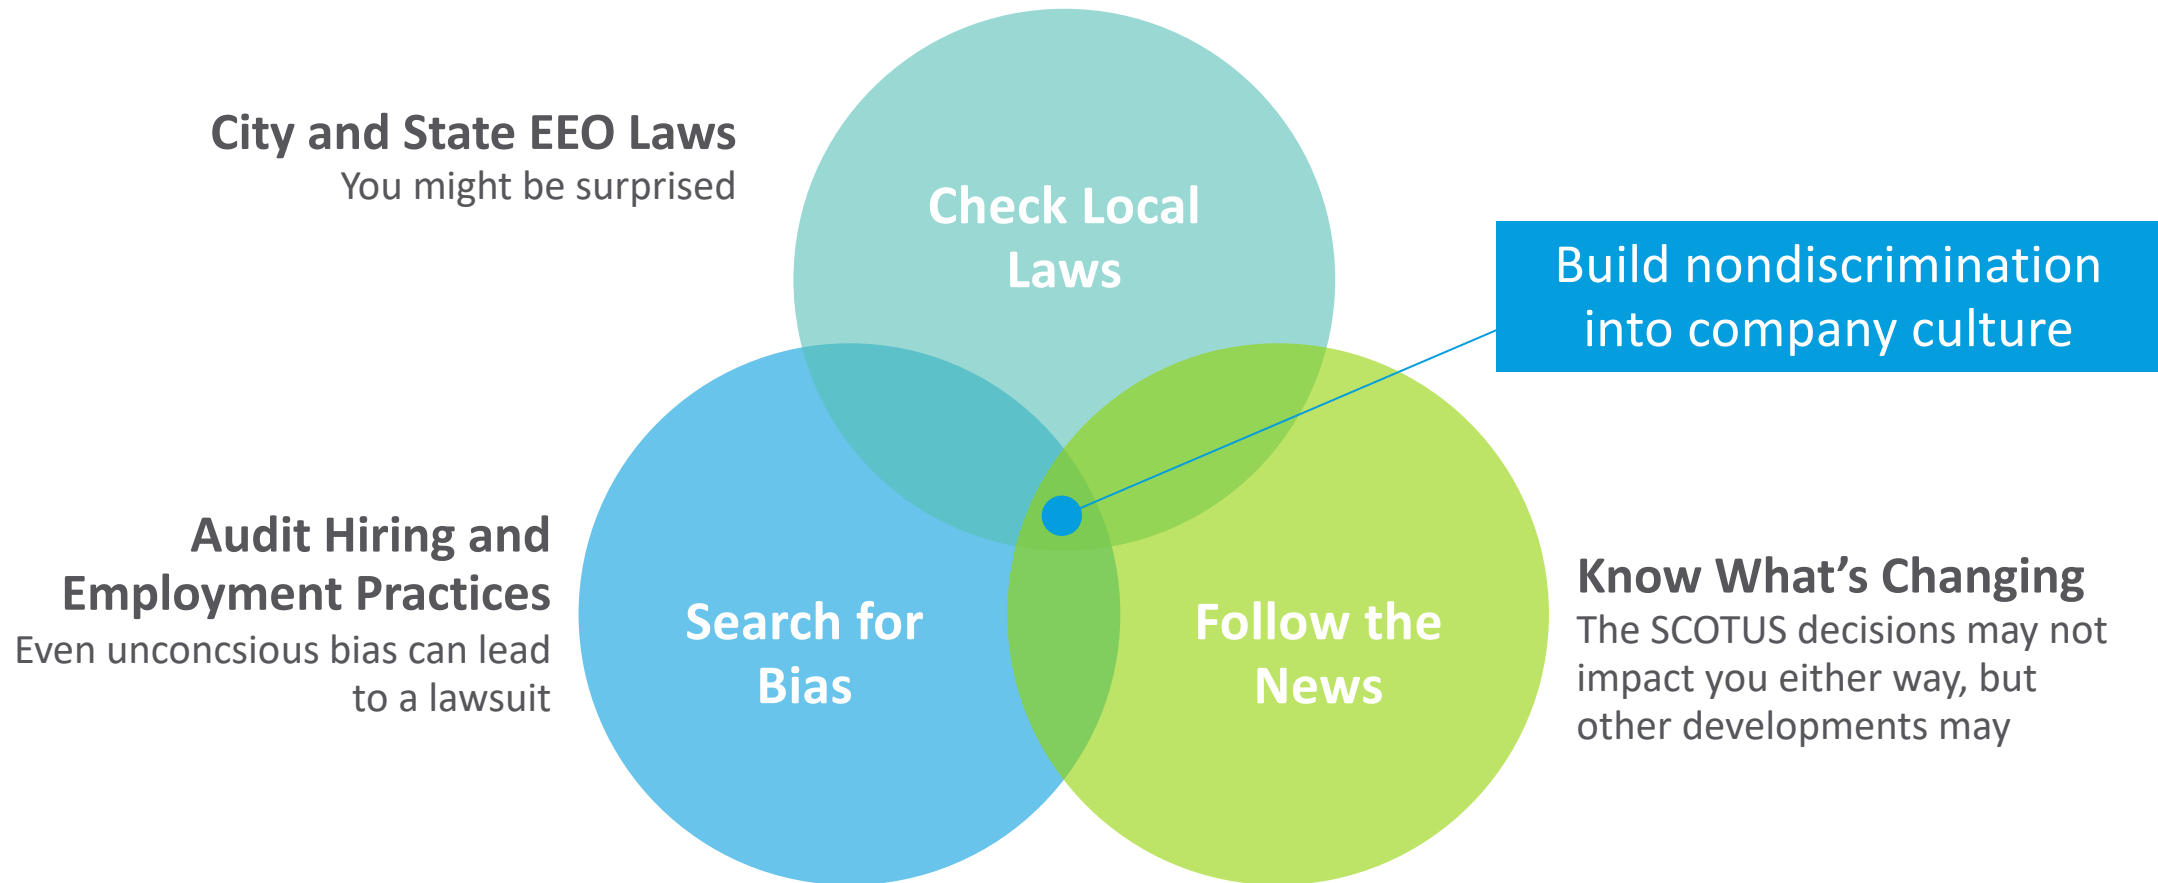 City and State EEO Laws
You might be surprised
Check Local
Laws
Build nondiscrimination
into company culture
Audit Hiring and
Employment Practices
Even unconcsious bias can lead
to a lawsuit
Search for
Bias
Follow the
News
Know What’s Changing
The SCOTUS decisions may not
impact you either way, but
other developments may